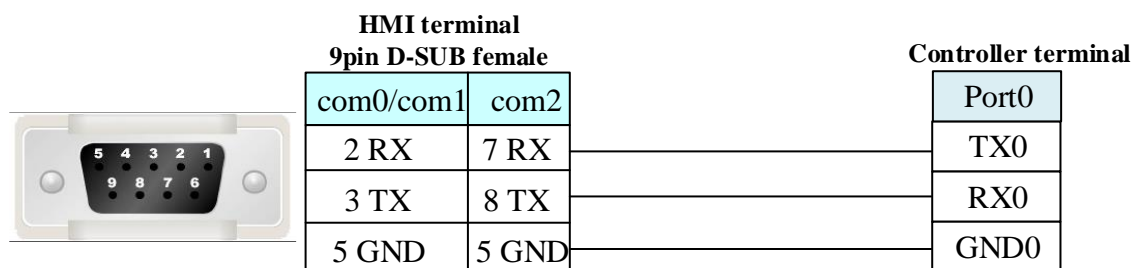 HMI terminal
9pin D-SUB female
Controller terminal
com0/com1 com2
Port0
2 RX 7 RX
TX0
3 TX 8 TX
RX0
5 GND 5 GND
GND0
5 4 3 2 1
9 8 7 6